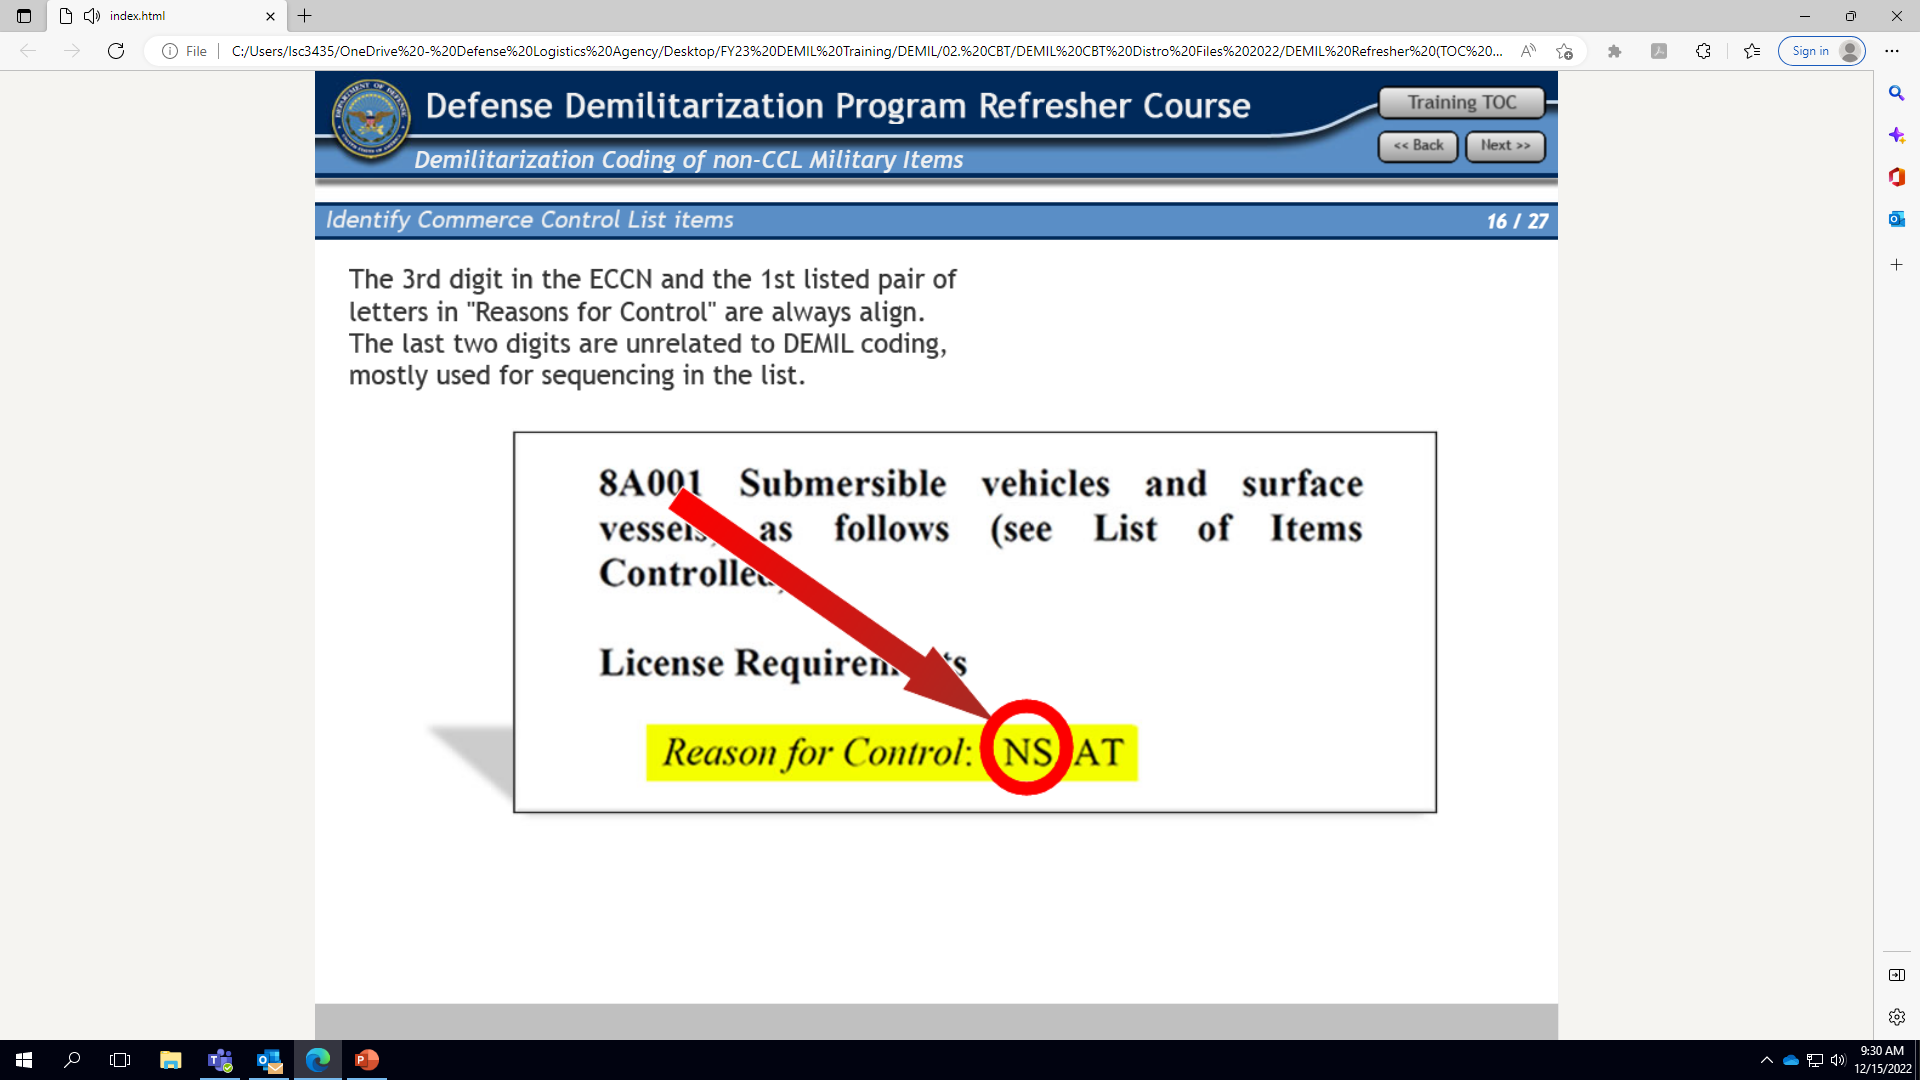 index.html
File
C:/Users/lsc3435/OneDrive%20-%20Defense%20Logistics%20Agency/Desktop/FY23%20DEMIL%20Training/DEMIL/02.%20CBT/DEMIL%20CBT%20Distro%20Files%202022/DEMIL%20Refresher%20(TOC%20...
Sign in
Defense Demilitarization Program Refresher Course
Training TOC
<< Back
Next >>
Demilitarization Coding of non-CCL Military Items
Identify Commerce Control List items
16 / 27
The 3rd digit in the ECCN and the 1st listed pair of
letters in "Reasons for Control" are always align.
The last two digits are unrelated to DEMIL coding,
mostly used for sequencing in the list.
8A001 Submersible vehicles and surface
vessels, as follows (see List of Items
Controlled)
License Requirements
Reason for Control: NS AT
9:30 AM
12/15/2022